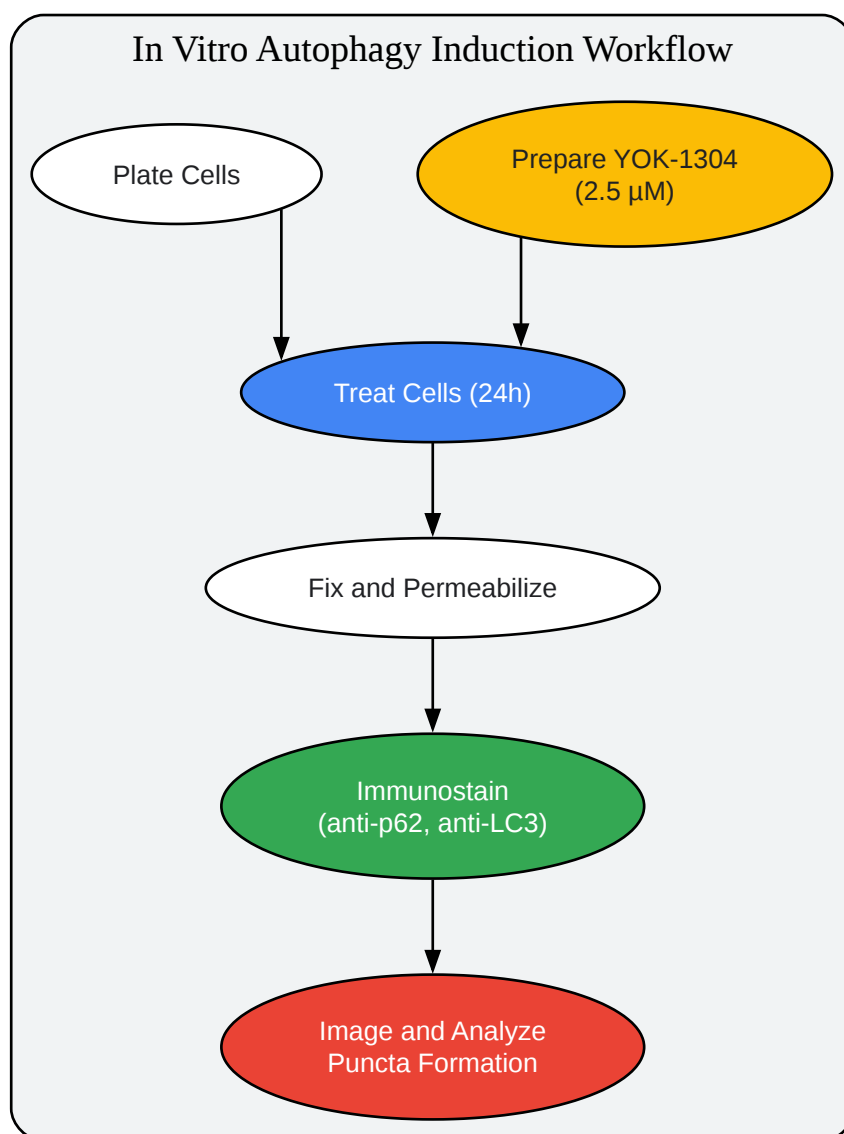 In Vitro Autophagy Induction Workflow
Plate Cells
Prepare YOK-1304
(2.5 µM)
Treat Cells (24h)
Fix and Permeabilize
Immunostain
(anti-p62, anti-LC3)
Image and Analyze
Puncta Formation